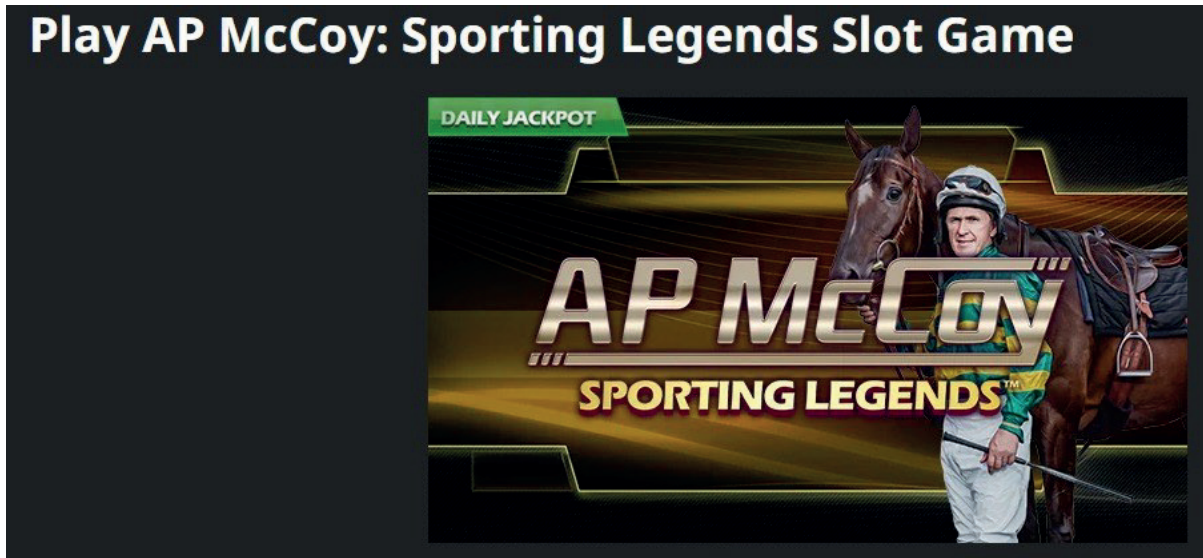 Play AP McCoy: Sporting Legends Slot Game
DAILY JACKPOT
AP McCoy
SPORTING LEGENDS™